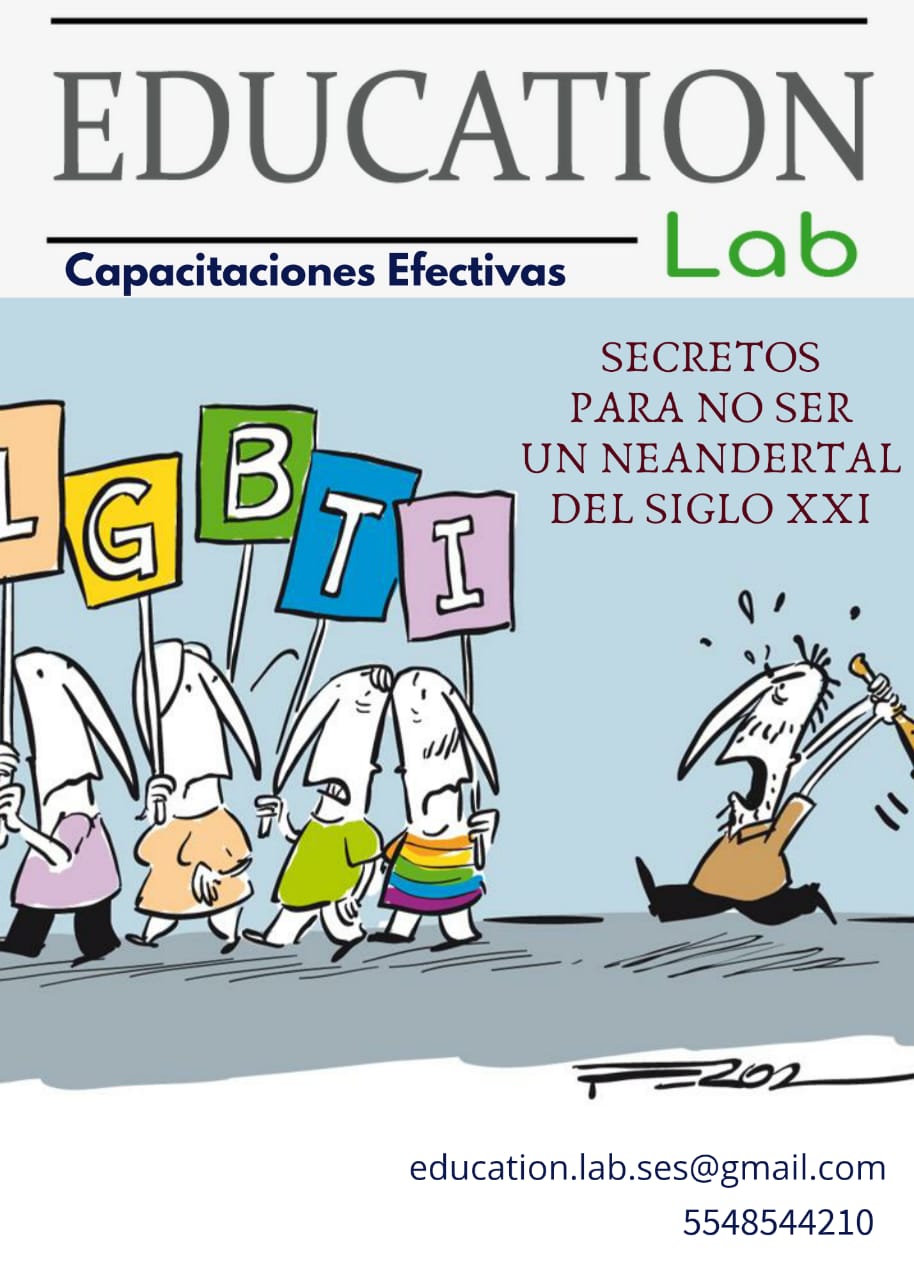 EDUCATION
Lab
Capacitaciones Efectivas
SECRETOS
PARA NO SER
UN NEANDERTAL
DEL SIGLO XXI
L
G
B
T
I
education.lab.ses@gmail.com
5548544210